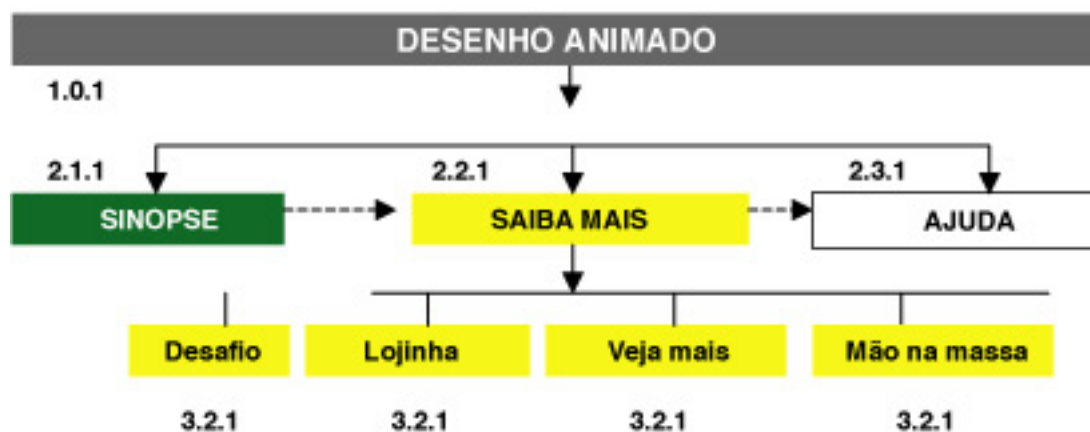 DESENHO ANIMADO
1.0.1
2.1.1 2.2.1 2.3.1
SINOPSE SAIBA MAIS AJUDA
Desafio Lojinha Veja mais Mão na massa
3.2.1 3.2.1 3.2.1 3.2.1